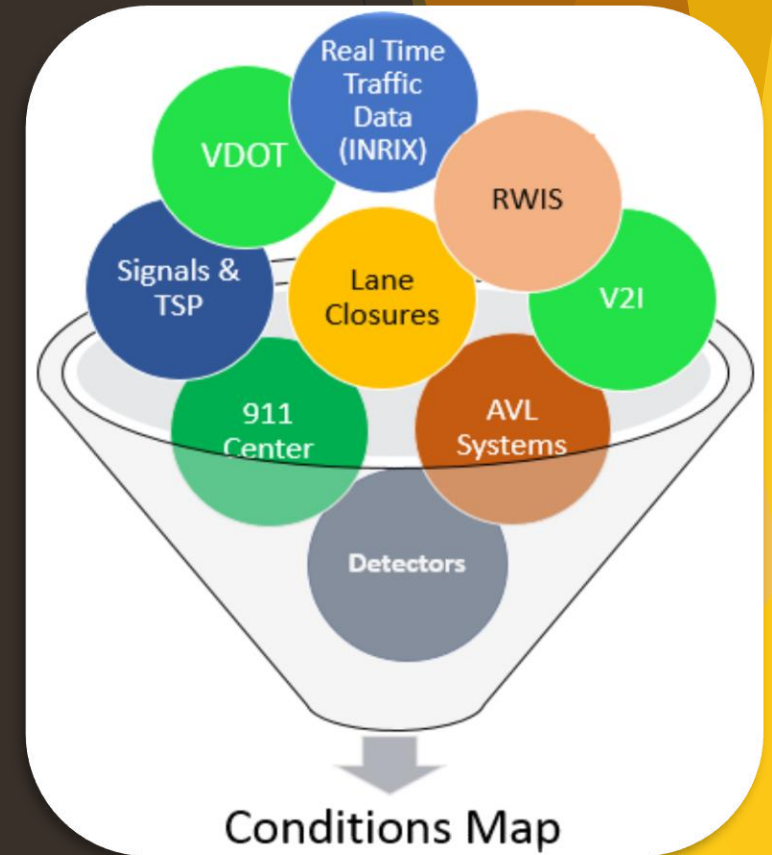 Real Time
Traffic
Data
(INRIX)
VDOT
RWIS
Signals &
TSP
Lane
Closures
V2I
911
Center
AVL
Systems
Detectors
Conditions Map